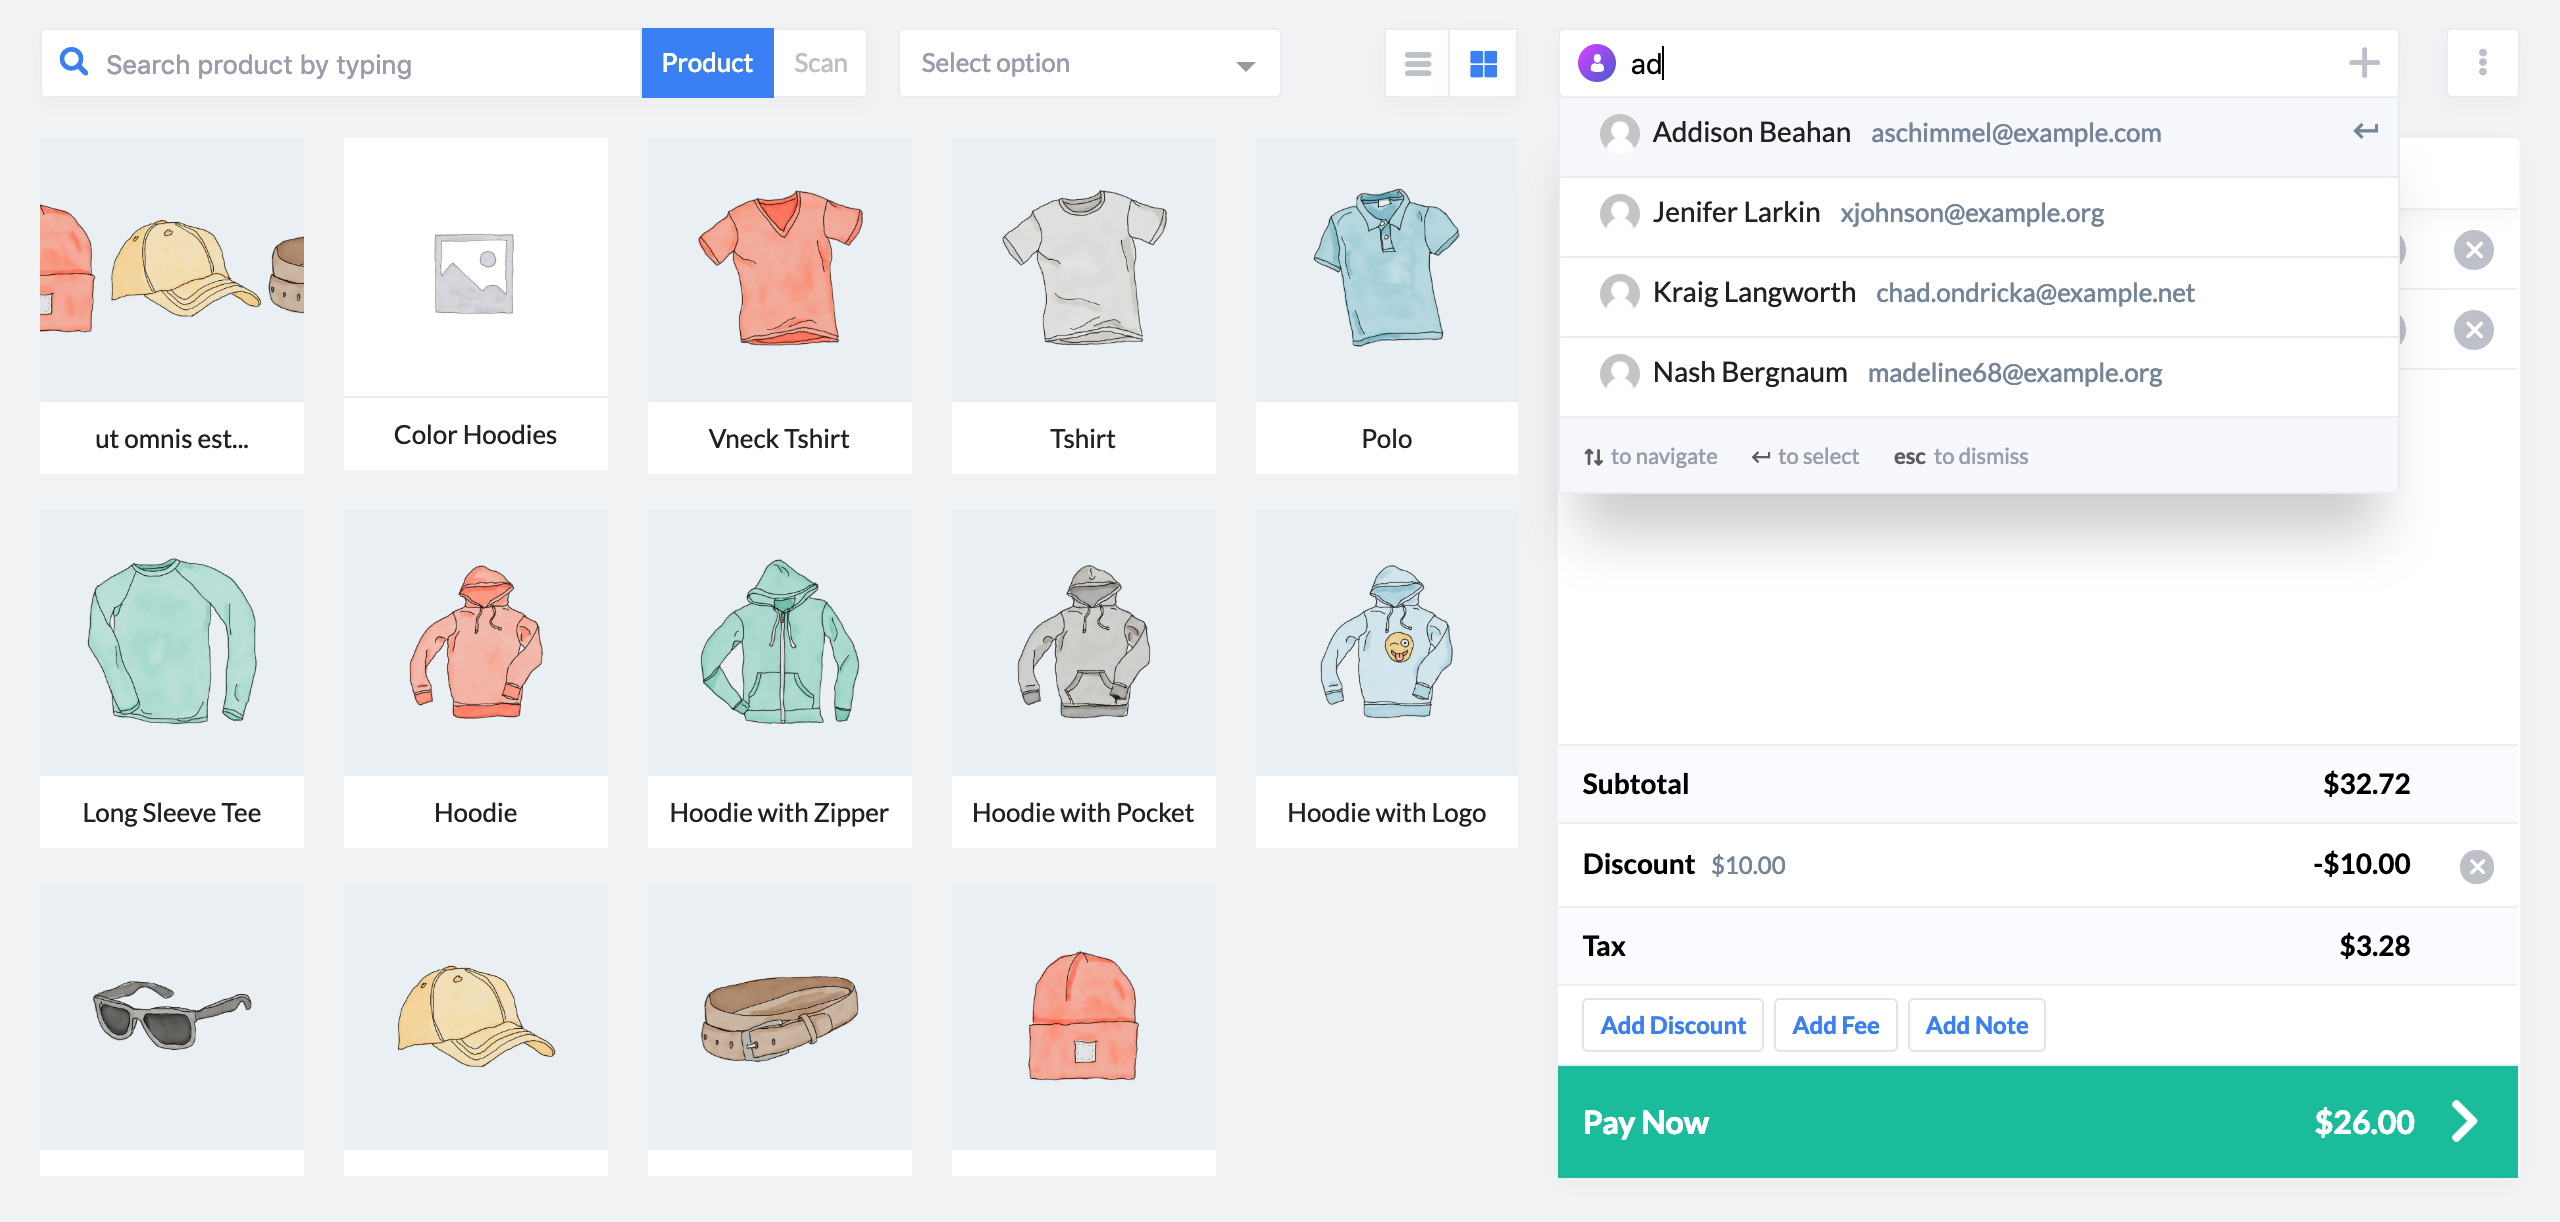 Search product by typing
Product
Scan
Select option
ad
Addison Beahan aschimmel@example.com
Jenifer Larkin xjohnson@example.org
Kraig Langworth chad.ondricka@example.net
Nash Bergnaum madeline68@example.org
to navigate to select esc to dismiss
ut omnis est...
Color Hoodies
Vneck Tshirt
Tshirt
Polo
Long Sleeve Tee
Hoodie
Hoodie with Zipper
Hoodie with Pocket
Hoodie with Logo
Subtotal $32.72
Discount $10.00 -$10.00
Tax $3.28
Add Discount
Add Fee
Add Note
Pay Now $26.00